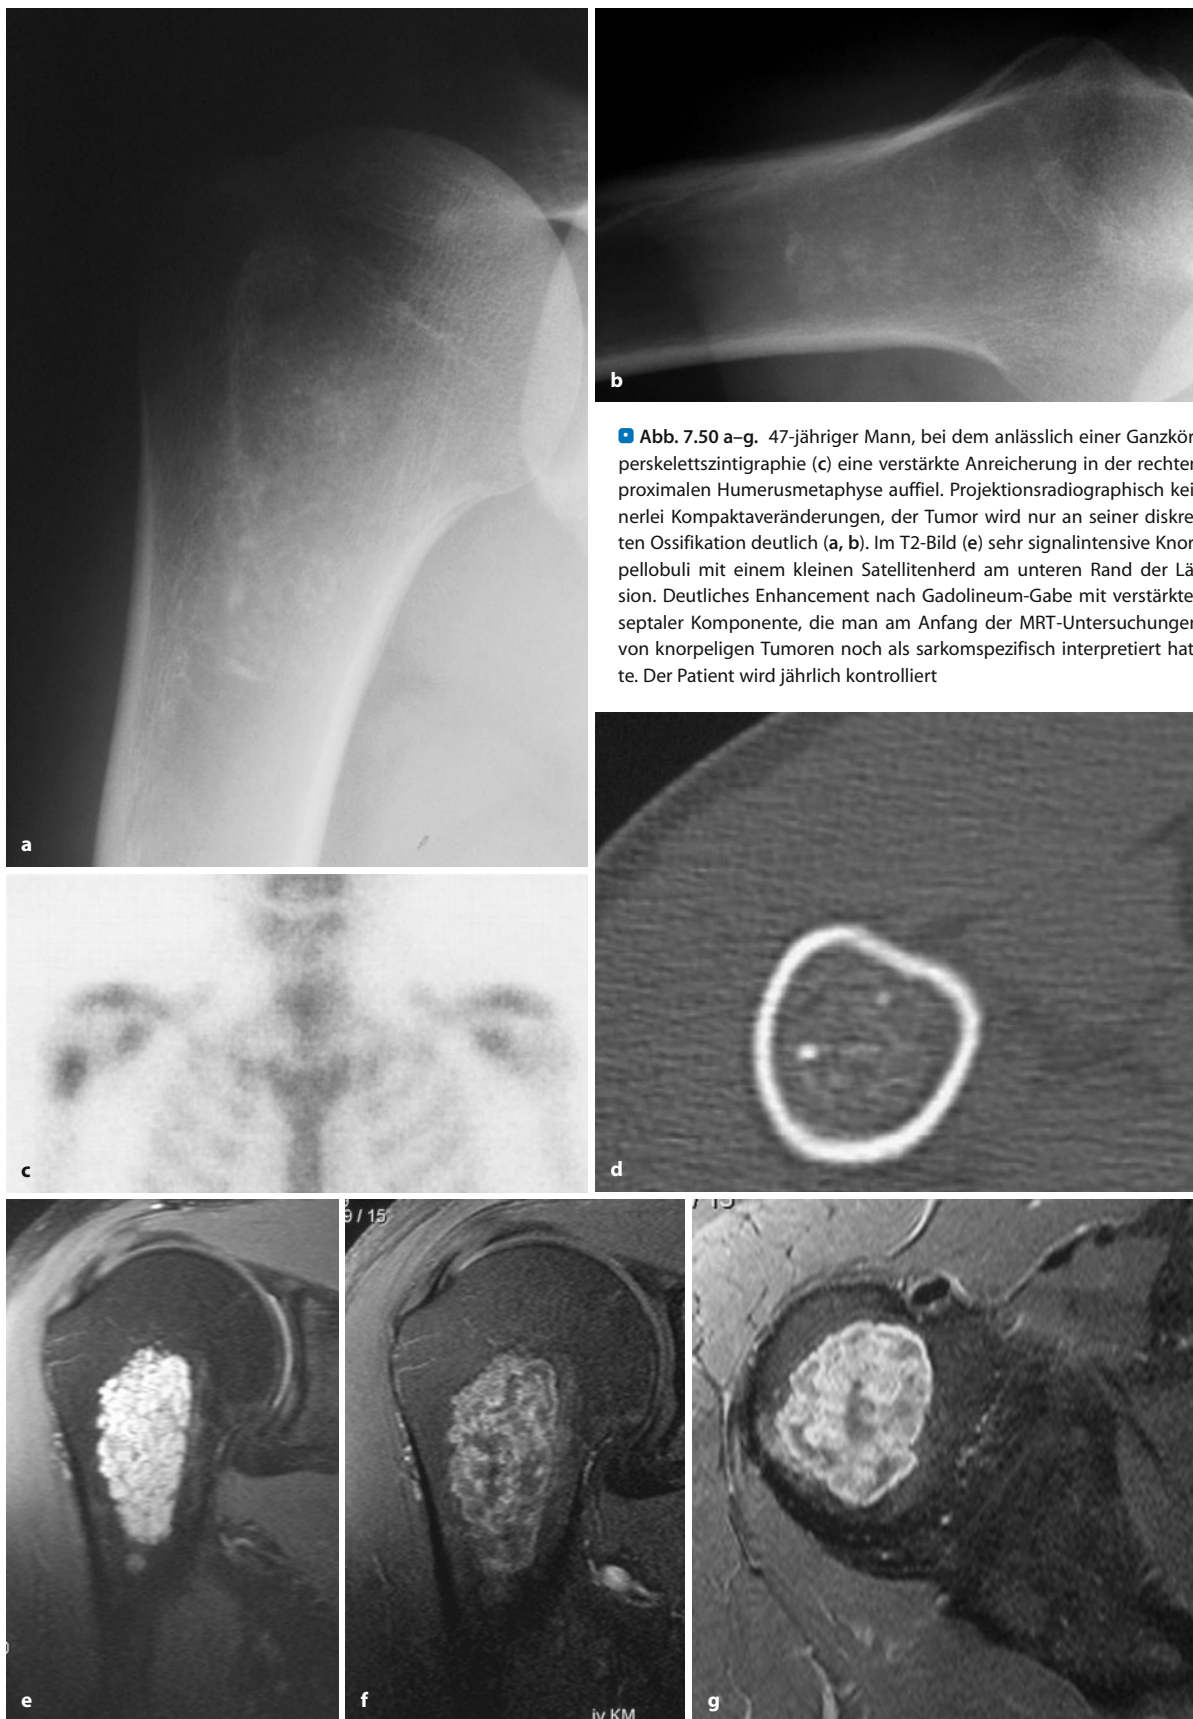 a
b
Abb. 7.50 a–g. 47-jähriger Mann, bei dem anlässlich einer Ganzkör
perskelettszintigraphie (c) eine verstärkte Anreicherung in der rechter
proximalen Humerusmetaphyse auffiel. Projektionsradiographisch kei
nerlei Kompaktaveränderungen, der Tumor wird nur an seiner diskre
ten Ossifikation deutlich (a, b). Im T2-Bild (e) sehr signalintensive Knor
pellobuli mit einem kleinen Satellitenherd am unteren Rand der Lä
sion. Deutliches Enhancement nach Gadolineum-Gabe mit verstärkte
septaler Komponente, die man am Anfang der MRT-Untersuchunger
von knorpeligen Tumoren noch als sarkomspezifisch interpretiert hat
te. Der Patient wird jährlich kontrolliert
c
d
9 / 15
e
f
iv KM
g